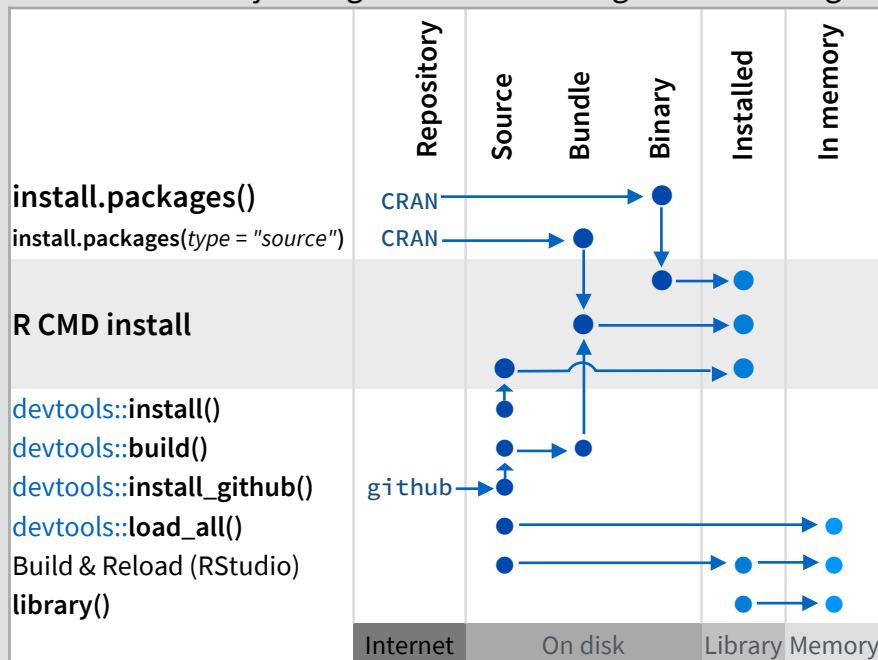 Repository
Source
Bundle
Binary
Installed
In memory
install.packages()
CRAN
install.packages(type = "source")
CRAN
R CMD install
devtools::install()
devtools::build()
devtools::install_github()
github
devtools::load_all()
Build & Reload (RStudio)
library()
Internet
On disk
Library
Memory